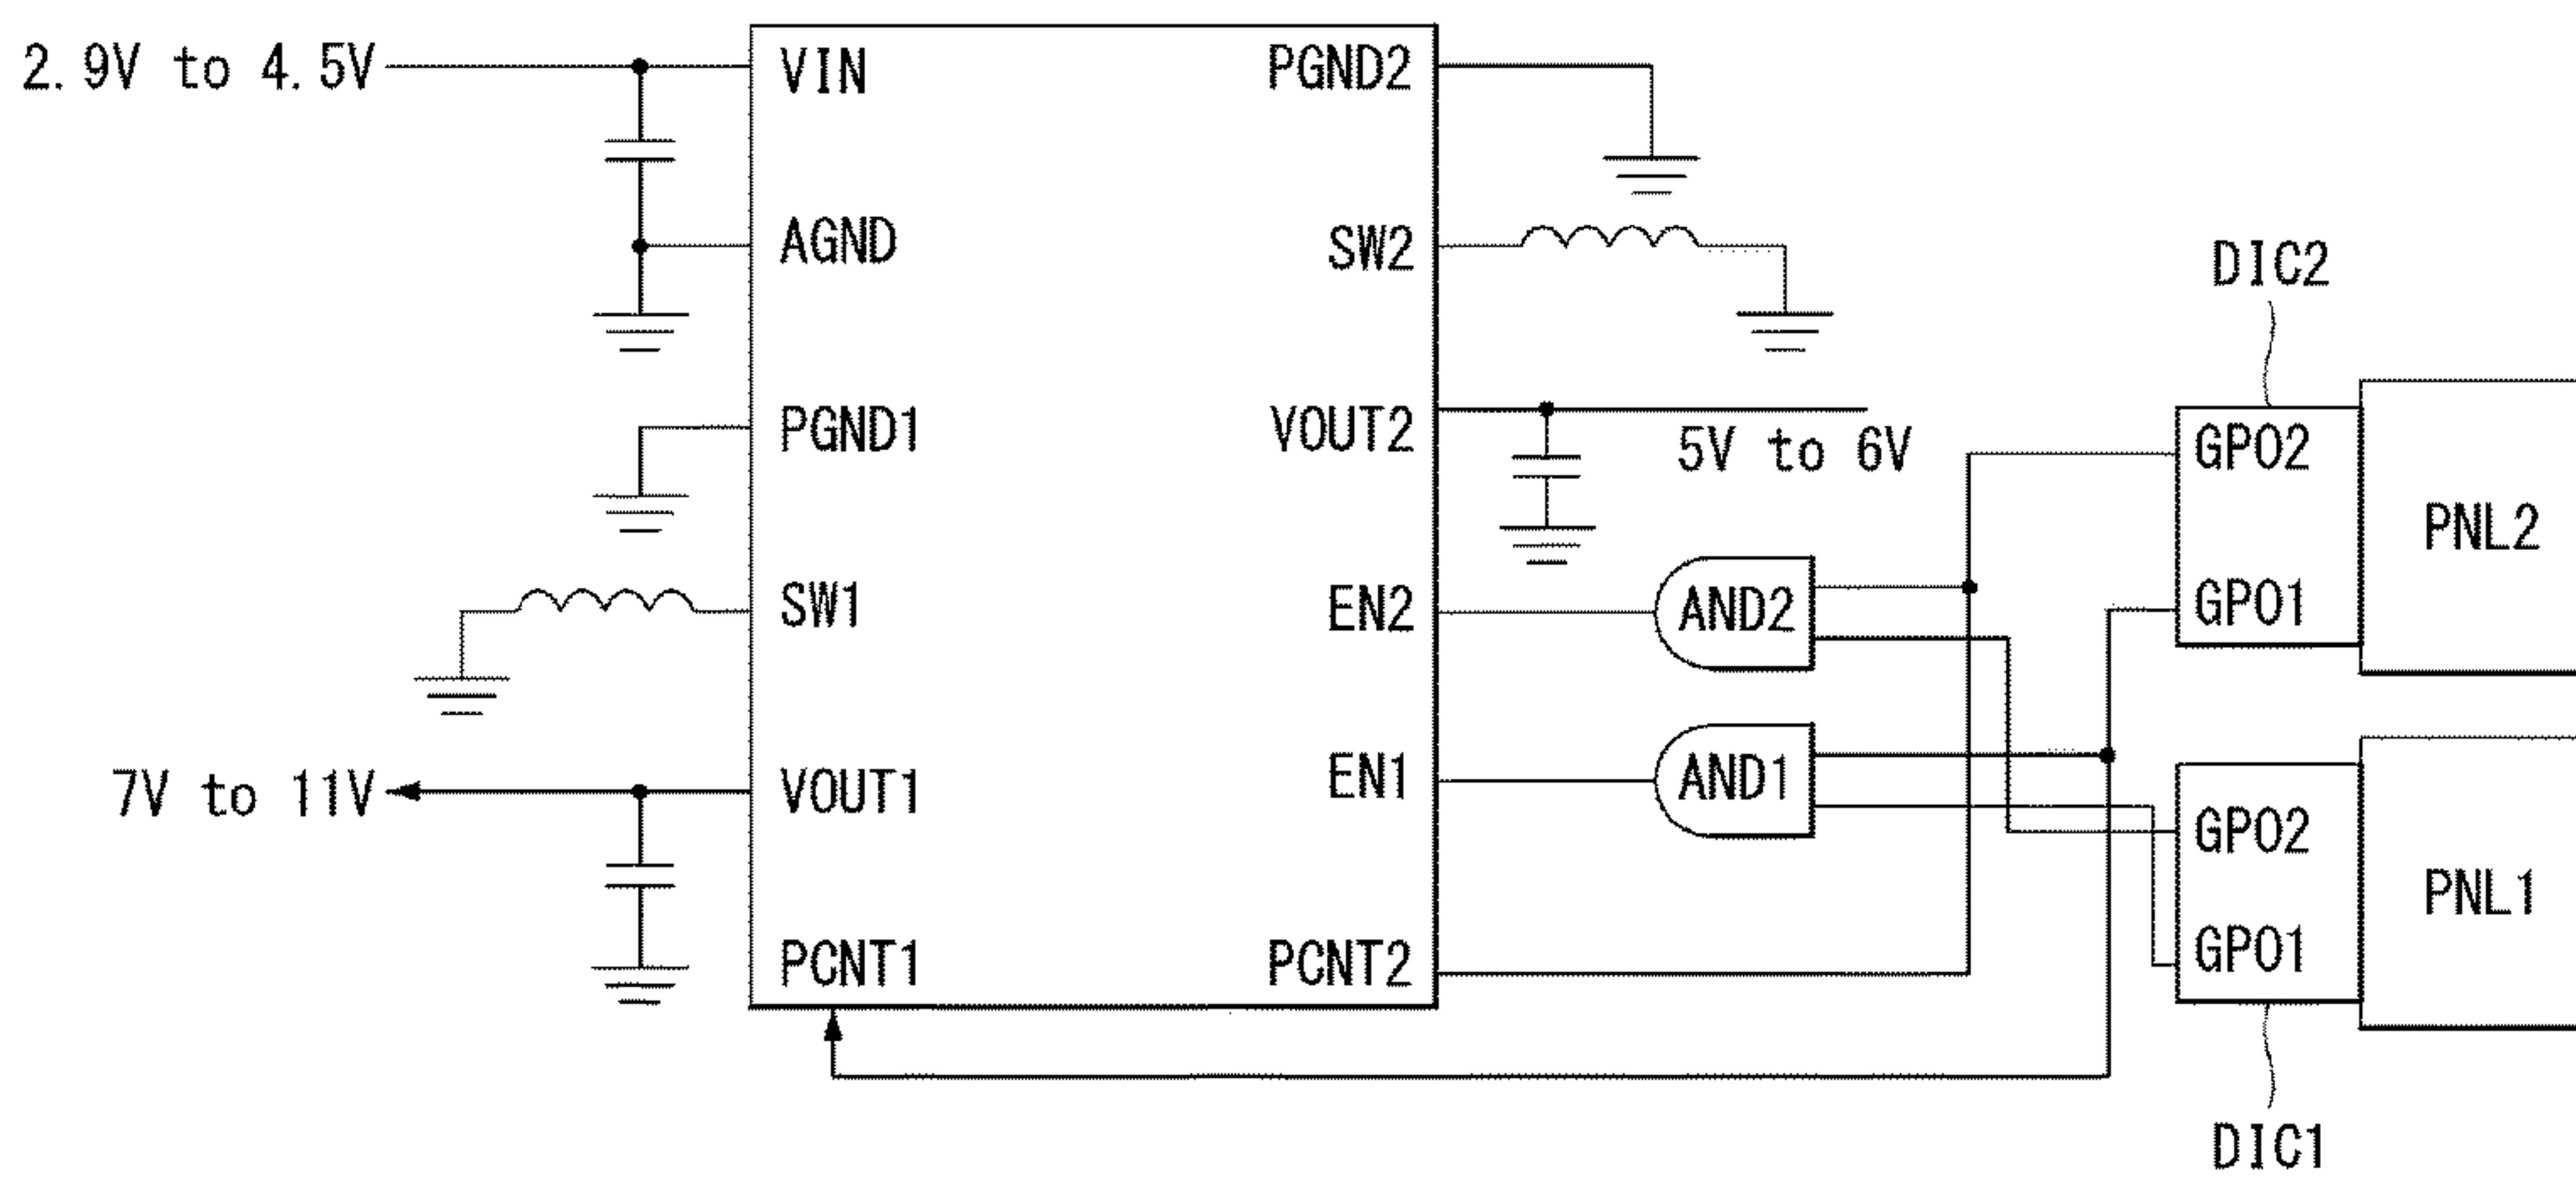 2.9V to 4.5V
VIN
PGND2
AGND
SW2
DIC2
PGND1
VOUT2
5V to 6V
GPO2
PNL2
SW1
EN2
AND2
GPO1
7V to 11V
VOUT1
EN1
AND1
GPO2
PNL1
PCNT1
PCNT2
GPO1
DIC1